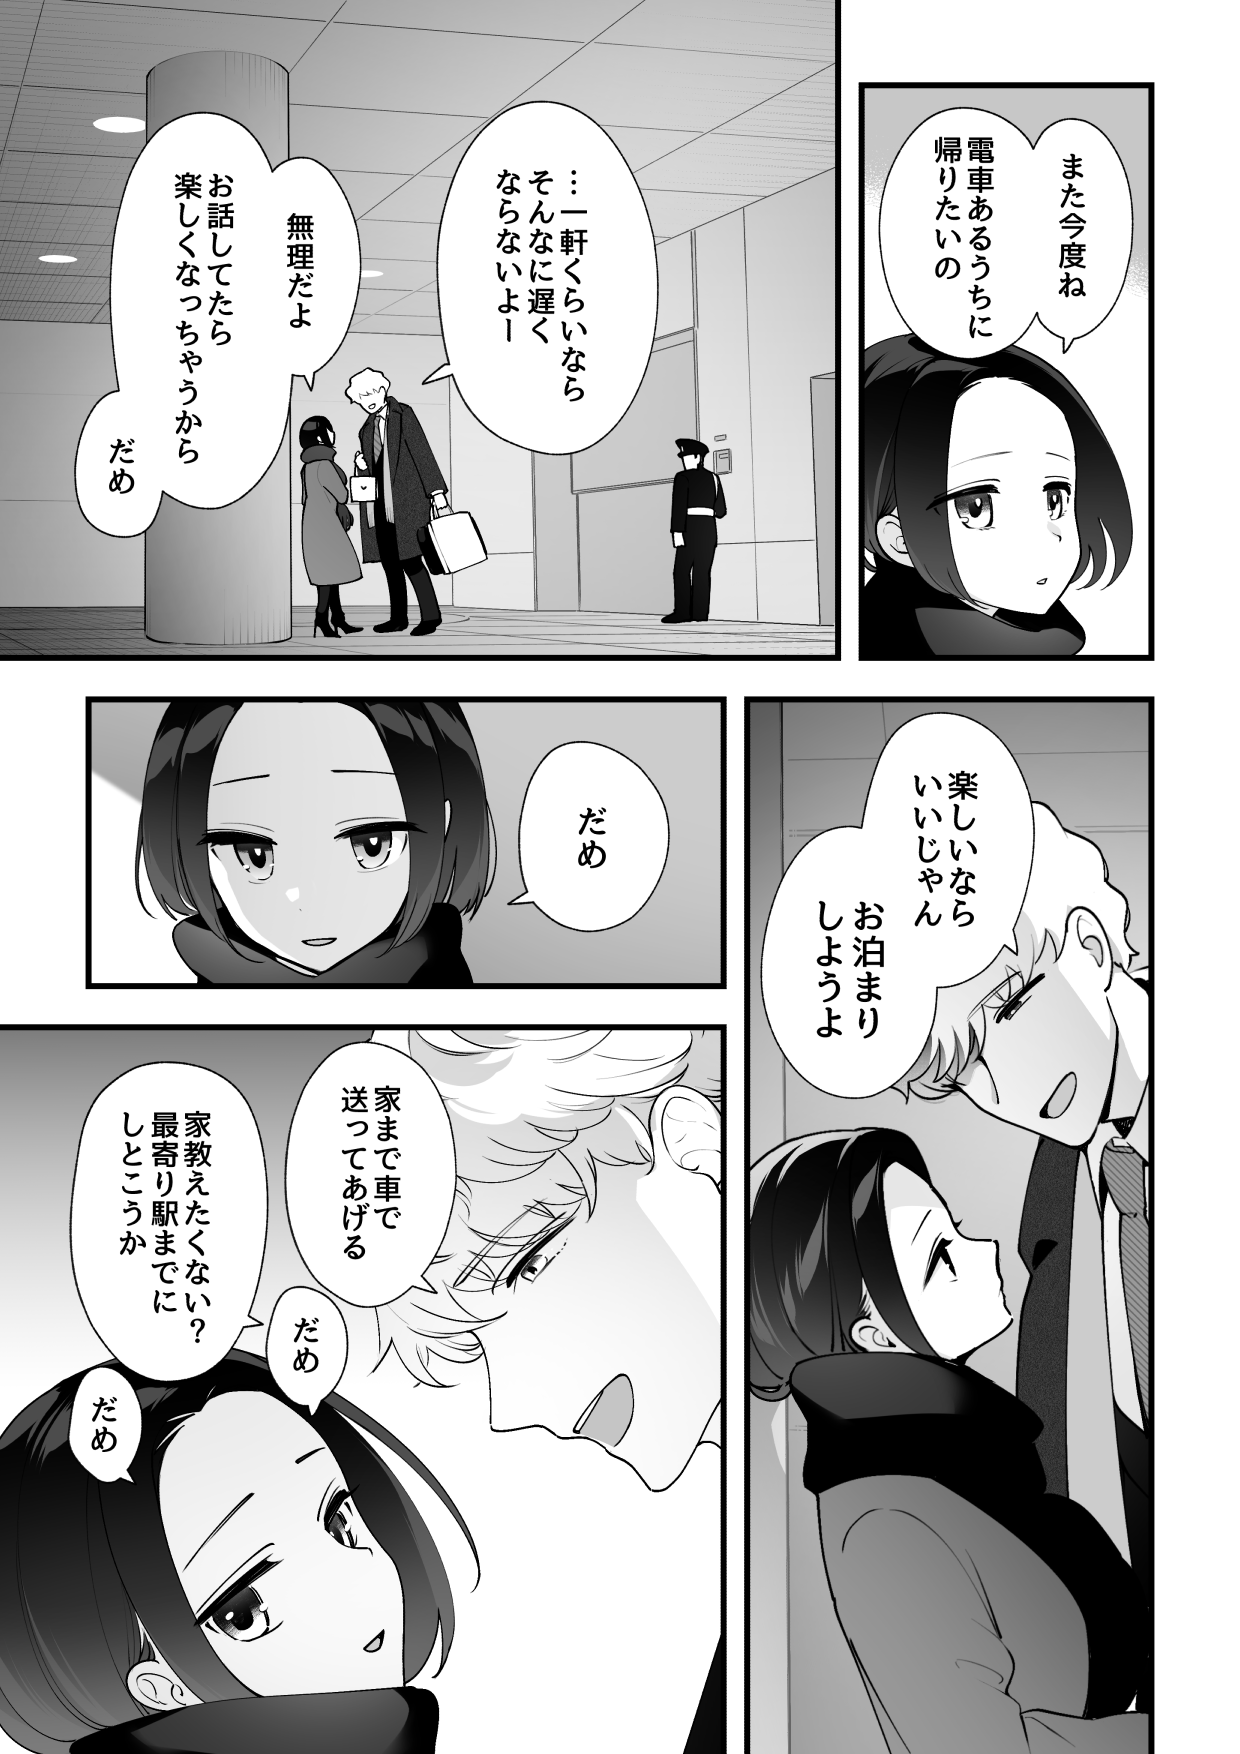 また今度ね
電車あるうちに
帰りたいの
…一軒くらいなら
そんなに遅く
ならないよー
無理だよ
お話してたら
楽しくなっちゃうから
だめ
楽しいなら
いいじゃん
お泊まり
しようよ
だめ
家まで車で
送ってあげる
だめ
家教えたくない？
最寄り駅までに
しとこうか
だめ